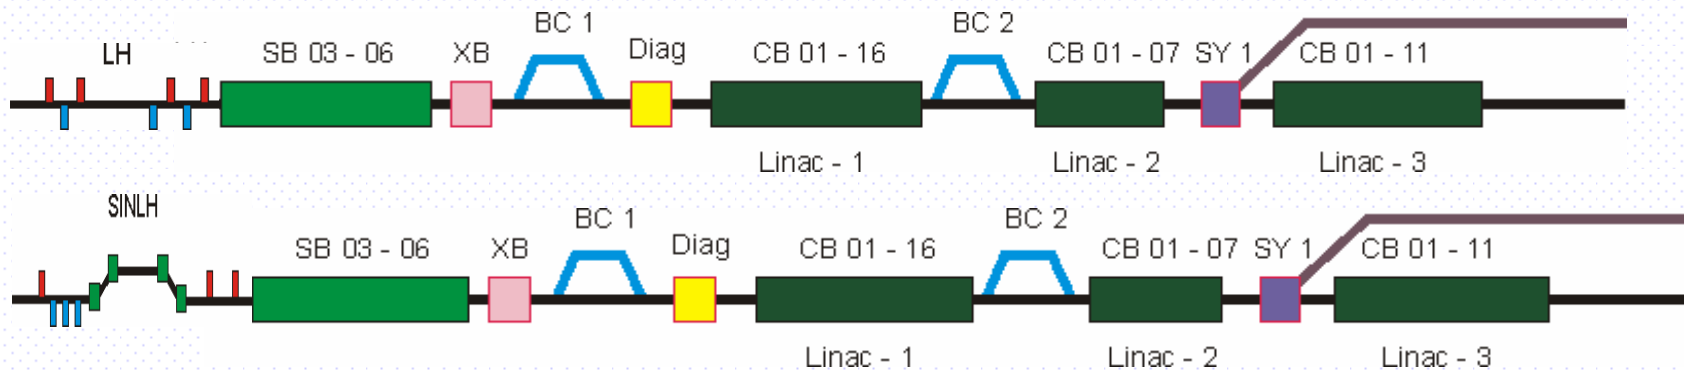 BC 1
BC 2
LH
SB 03 - 06
XB
Diag
CB 01 - 16
CB 01 - 07
SY 1
CB 01 - 11
Linac - 1
Linac - 2
Linac - 3
SINLH
BC 1
BC 2
SB 03 - 06
XB
Diag
CB 01 - 16
CB 01 - 07
SY 1
CB 01 - 11
Linac - 1
Linac - 2
Linac - 3